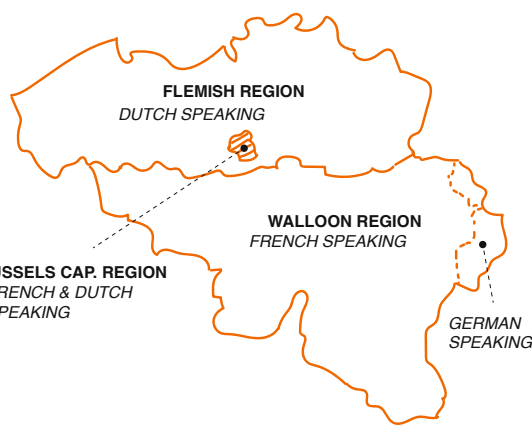 FLEMISH REGION
DUTCH SPEAKING
WALLOON REGION
FRENCH SPEAKING
USSELS CAP. REGION
RENCH & DUTCH
PEAKING
GERMAN
SPEAKING